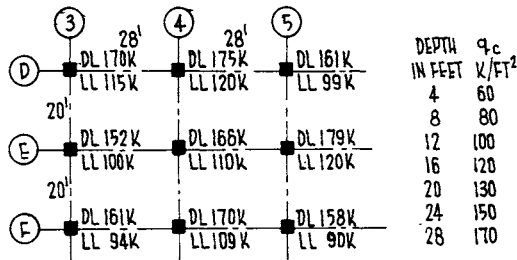 3 4 5
28' 28'
D DL 170K DL 175K DL 161K
LL 115K LL 120K LL 99K
20'
E DL 152K DL 166K DL 179K
LL 100K LL 110K LL 120K
20'
F DL 161K DL 170K DL 158K
LL 94K LL 109K LL 90K
DEPTH qc
IN FEET K/FT²
4 60
8 80
12 100
16 120
20 130
24 150
28 170